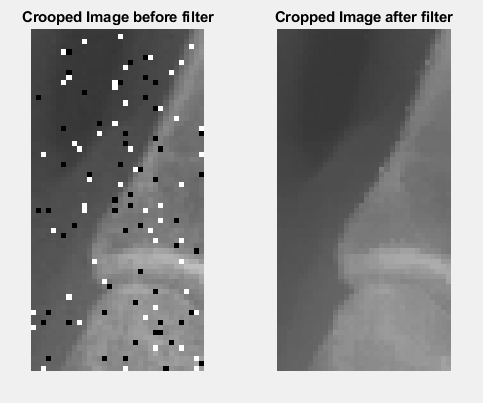 Crooped Image before filter
Cropped Image after filter